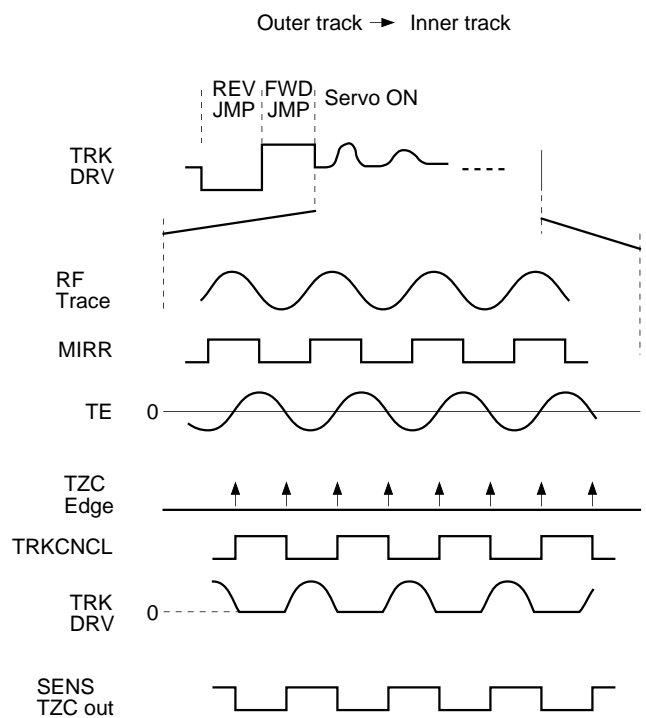 Outer track → Inner track
REV FWD
JMP JMP Servo ON
TRK
DRV
RF
Trace
MIRR
TE 0
TZC
Edge
TRKCNCL
TRK
DRV 0
SENS
TZC out